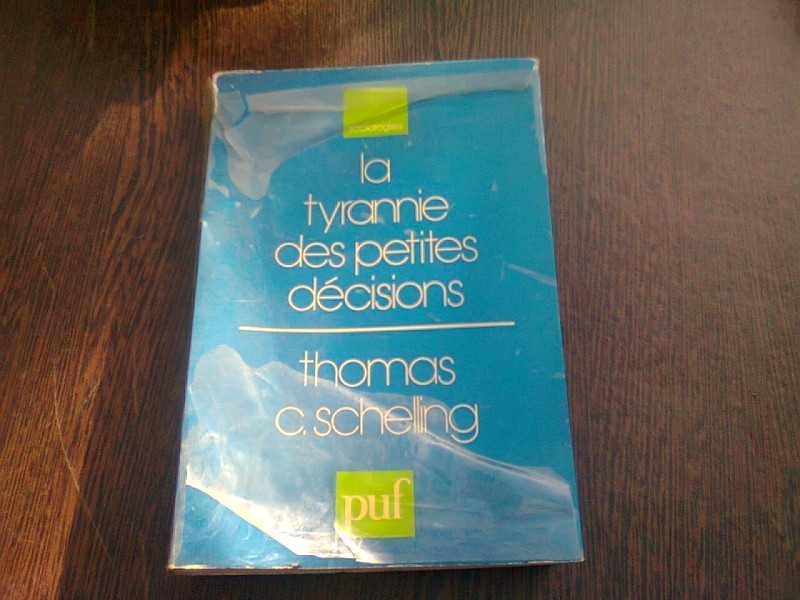 sociologies
la
tyrannie
des petites
décisions
thomas
c. schelling
puf